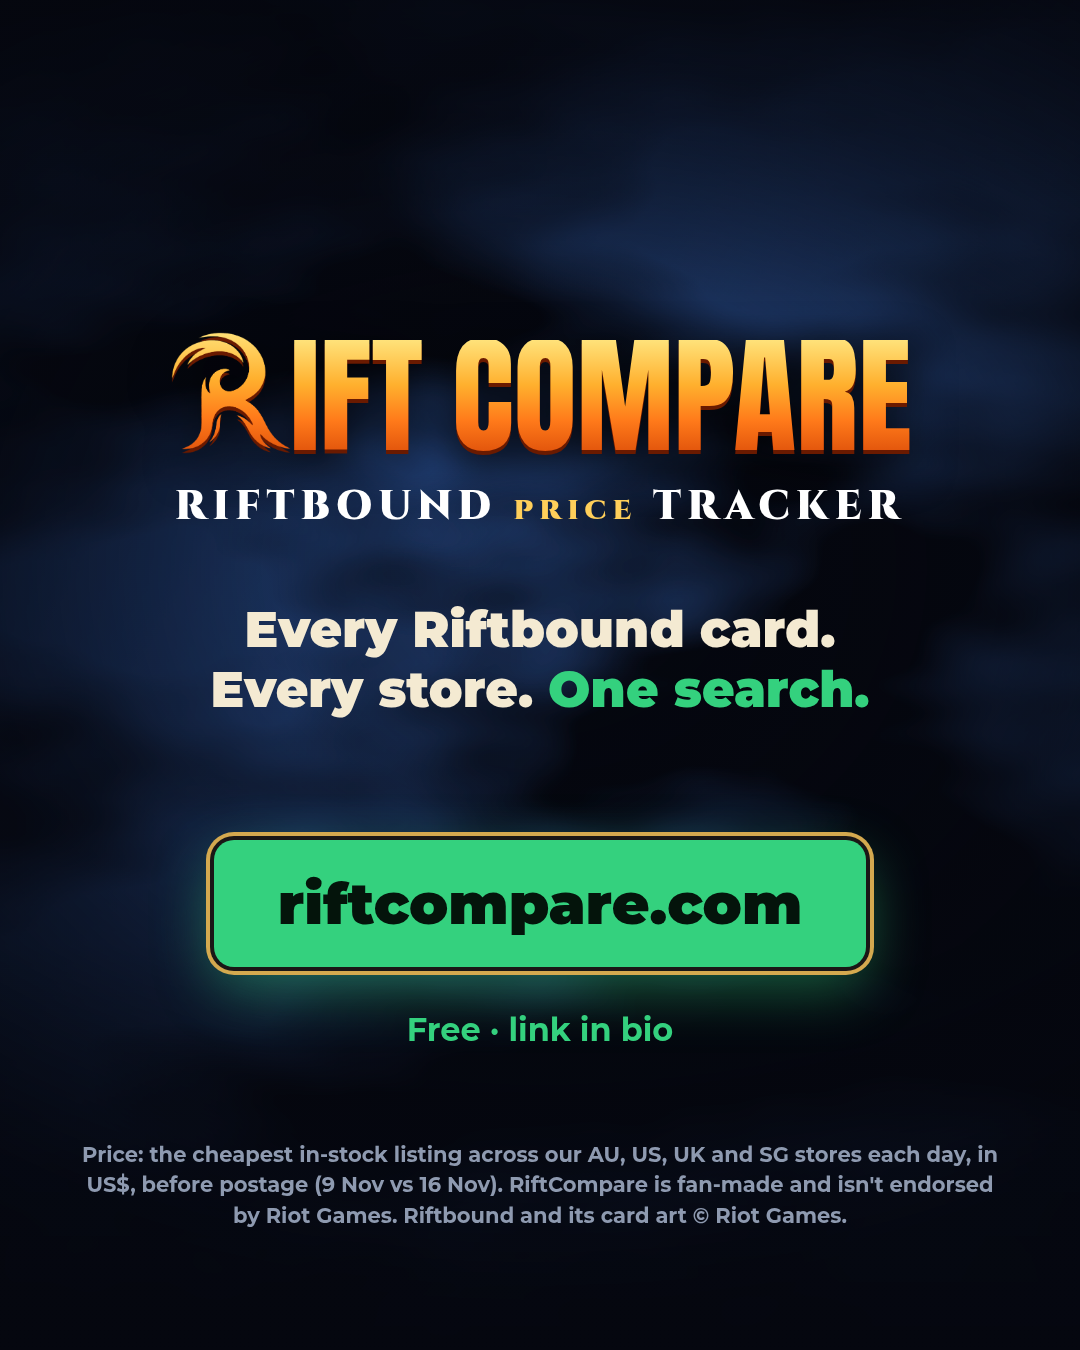 RIFT COMPARE
RIFTBOUND PRICE TRACKER
Every Riftbound card.
Every store. One search.
riftcompare.com
Free · link in bio
Price: the cheapest in-stock listing across our AU, US, UK and SG stores each day, in
US$, before postage (9 Nov vs 16 Nov). RiftCompare is fan-made and isn't endorsed
by Riot Games. Riftbound and its card art © Riot Games.